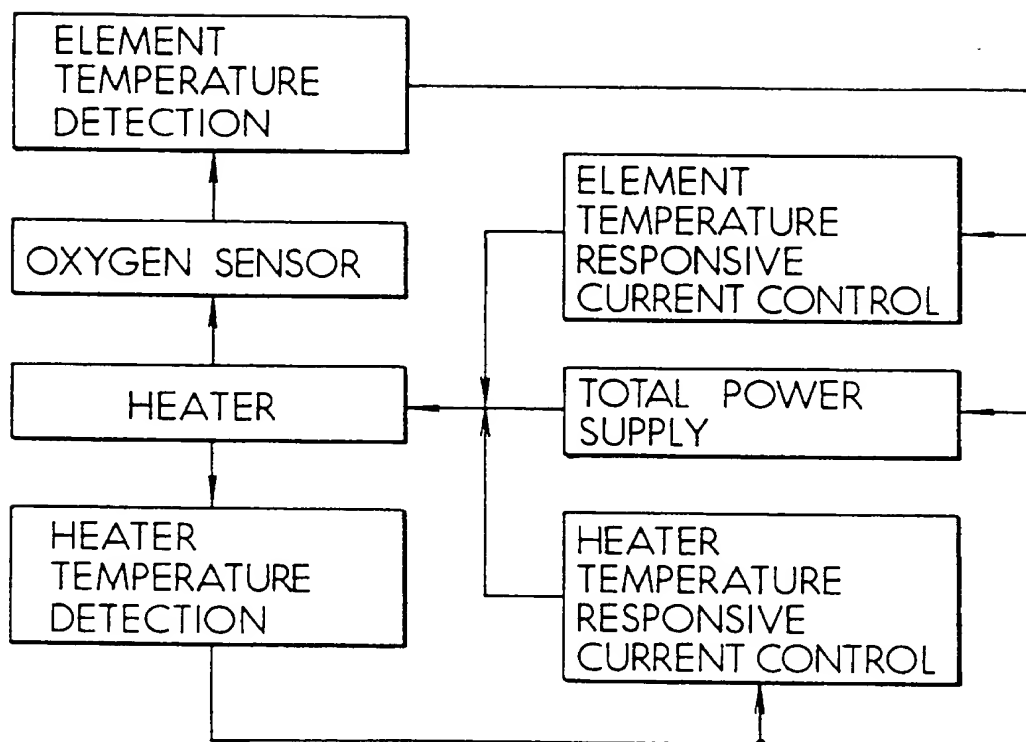 ELEMENT
TEMPERATURE
DETECTION
OXYGEN SENSOR
HEATER
HEATER
TEMPERATURE
DETECTION
ELEMENT
TEMPERATURE
RESPONSIVE
CURRENT CONTROL
TOTAL POWER
SUPPLY
HEATER
TEMPERATURE
RESPONSIVE
CURRENT CONTROL